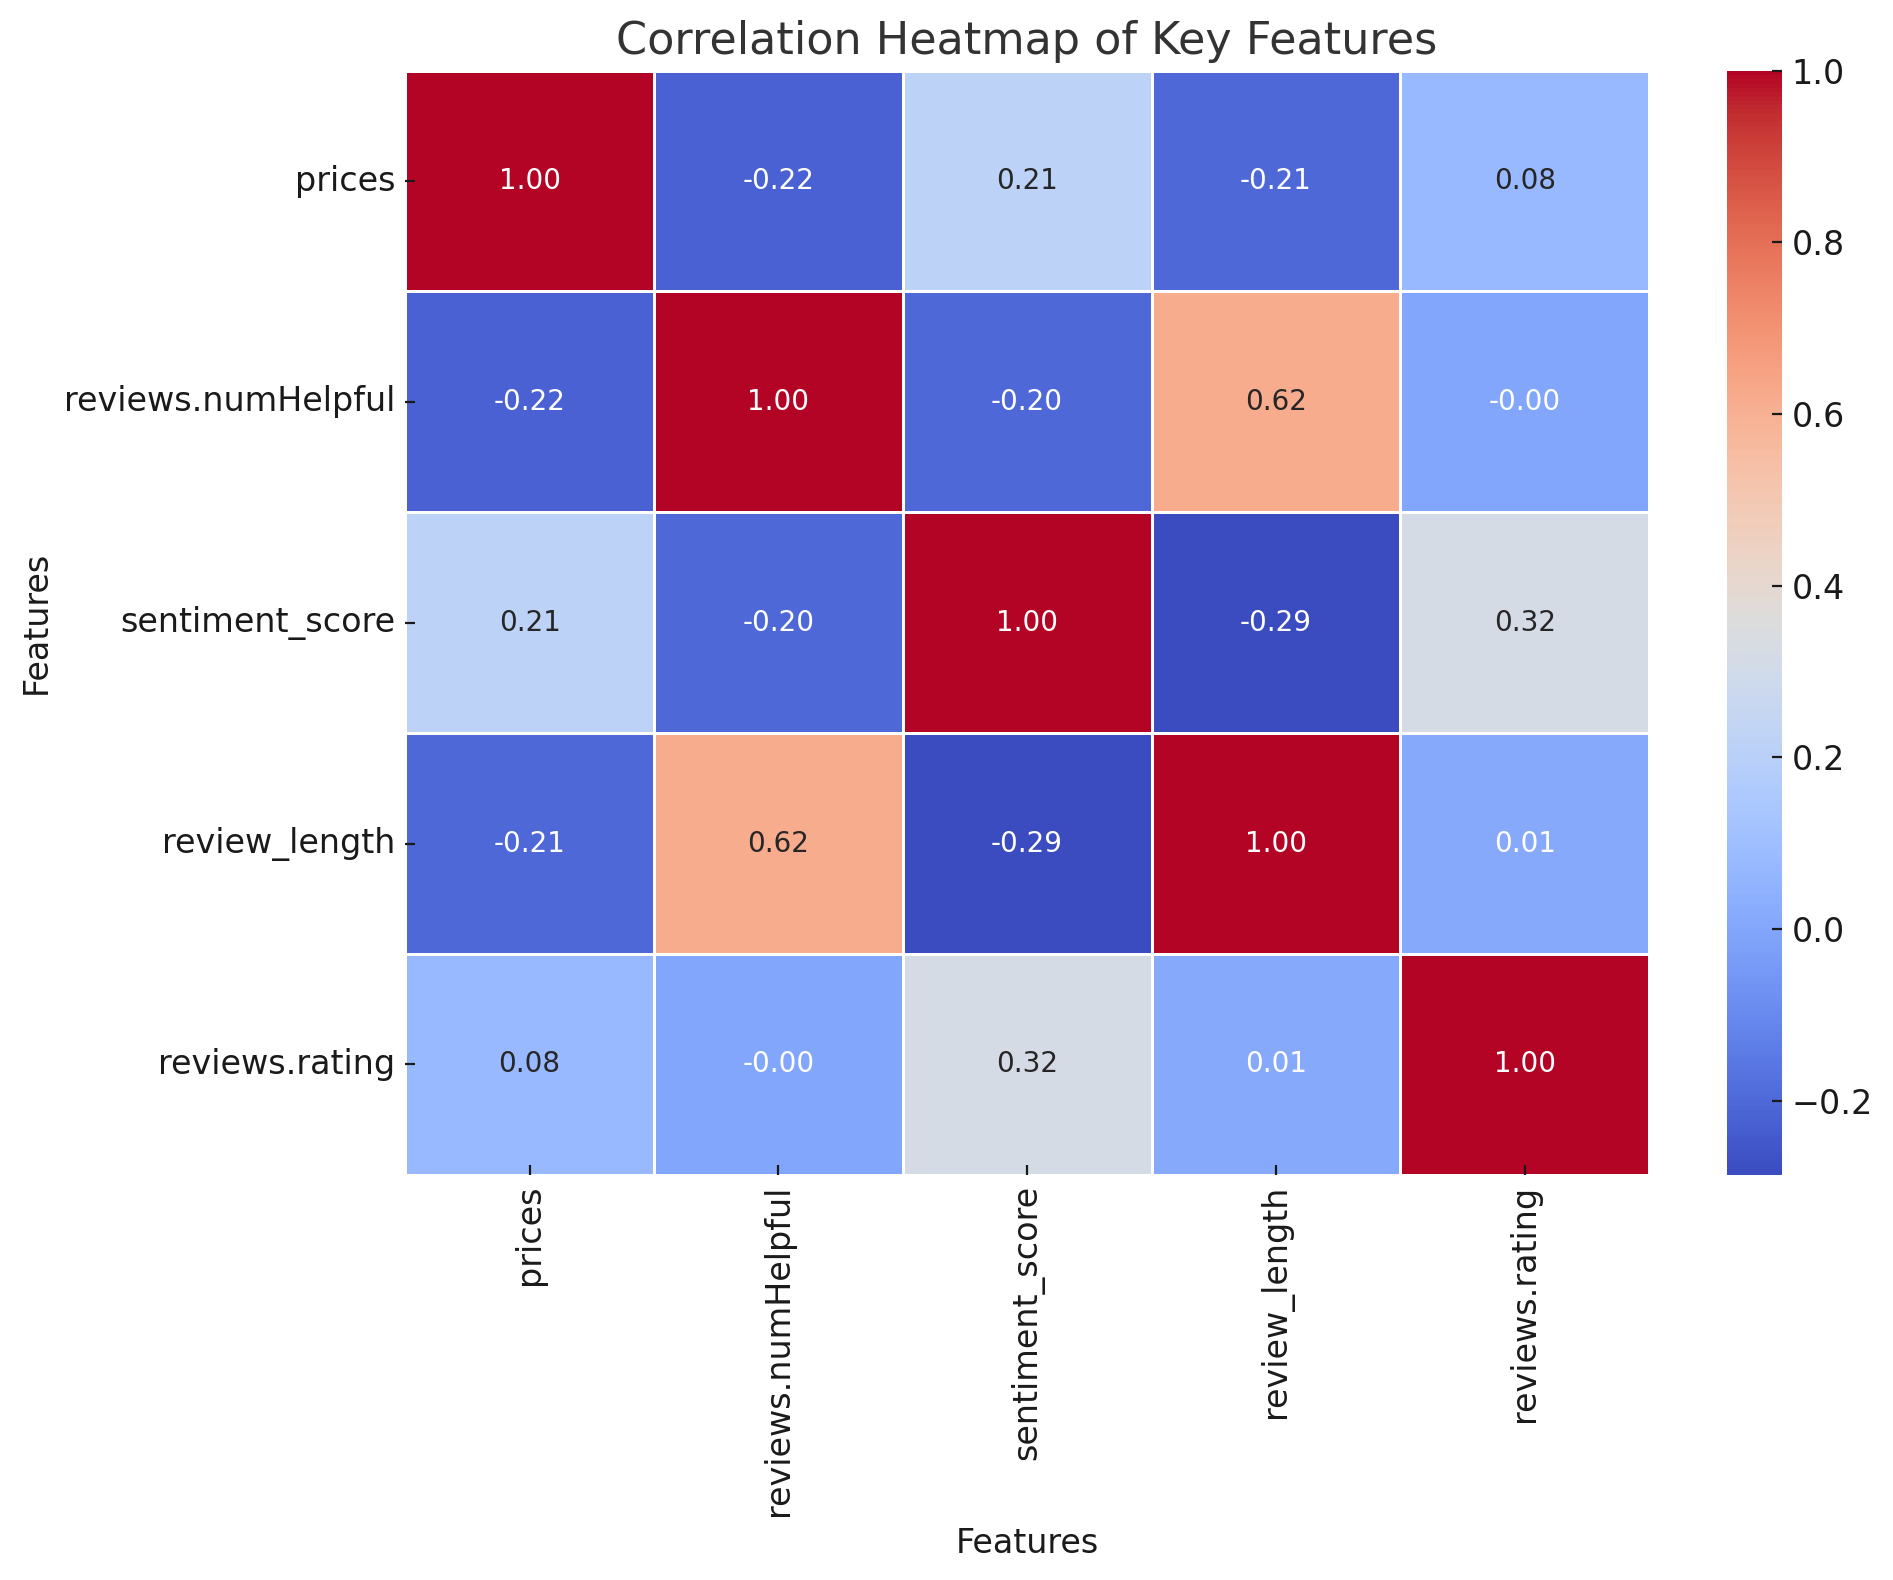 Correlation Heatmap of Key Features
1.0
prices 1.00 -0.22 0.21 -0.21 0.08
0.8
reviews.numHelpful -0.22 1.00 -0.20 0.62 -0.00
0.6
0.4
Features
sentiment_score 0.21 -0.20 1.00 -0.29 0.32
0.2
review_length -0.21 0.62 -0.29 1.00 0.01
0.0
reviews.rating 0.08 -0.00 0.32 0.01 1.00
−0.2
prices
reviews.numHelpful
sentiment_score
review_length
reviews.rating
Features